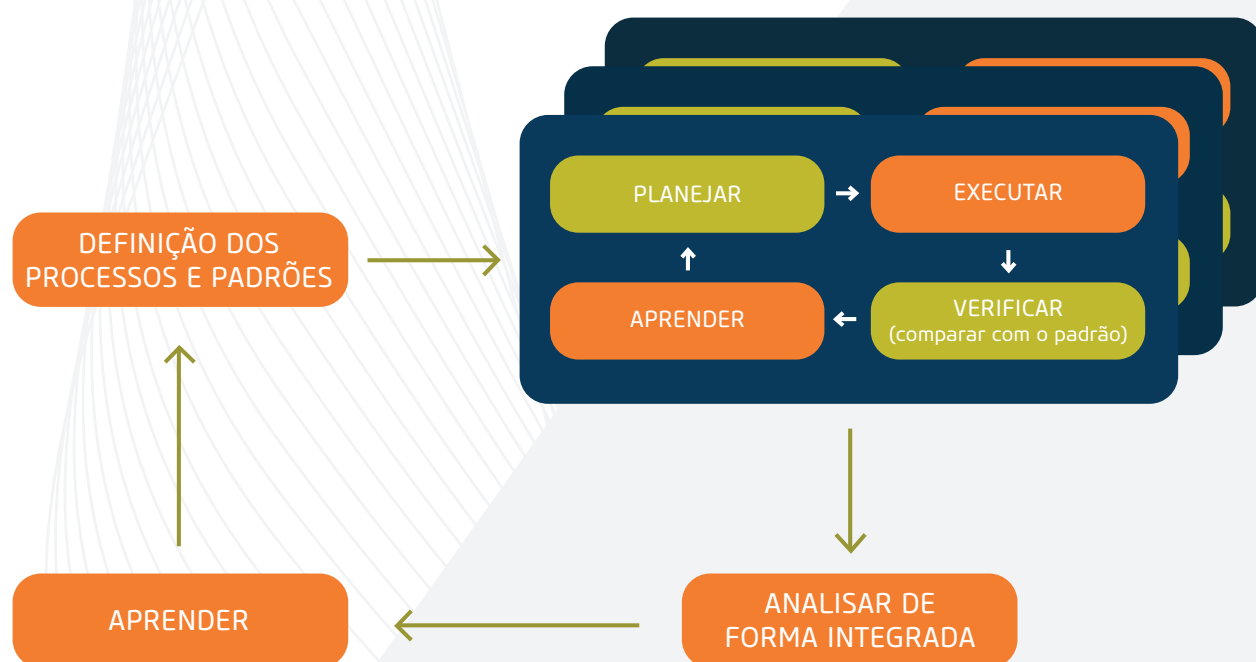 PLANEJAR
EXECUTAR
DEFINIÇÃO DOS
PROCESSOS E PADRÕES
APRENDER
VERIFICAR
(comparar com o padrão)
APRENDER
ANALISAR DE
FORMA INTEGRADA